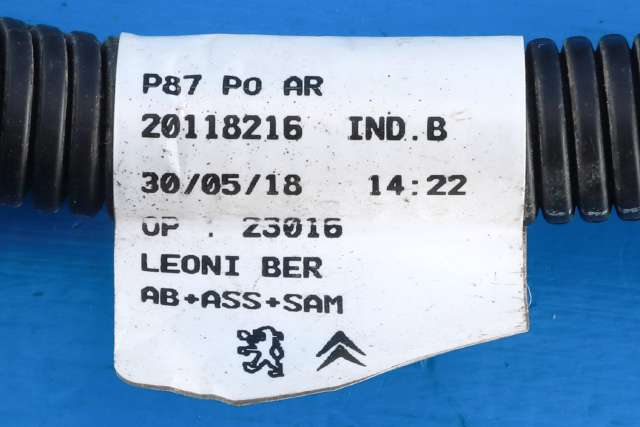 P87 PO AR
20118216 IND.B
30/05/18 14:22
OP . 23016
LEONI BER
AB+ASS+SAM